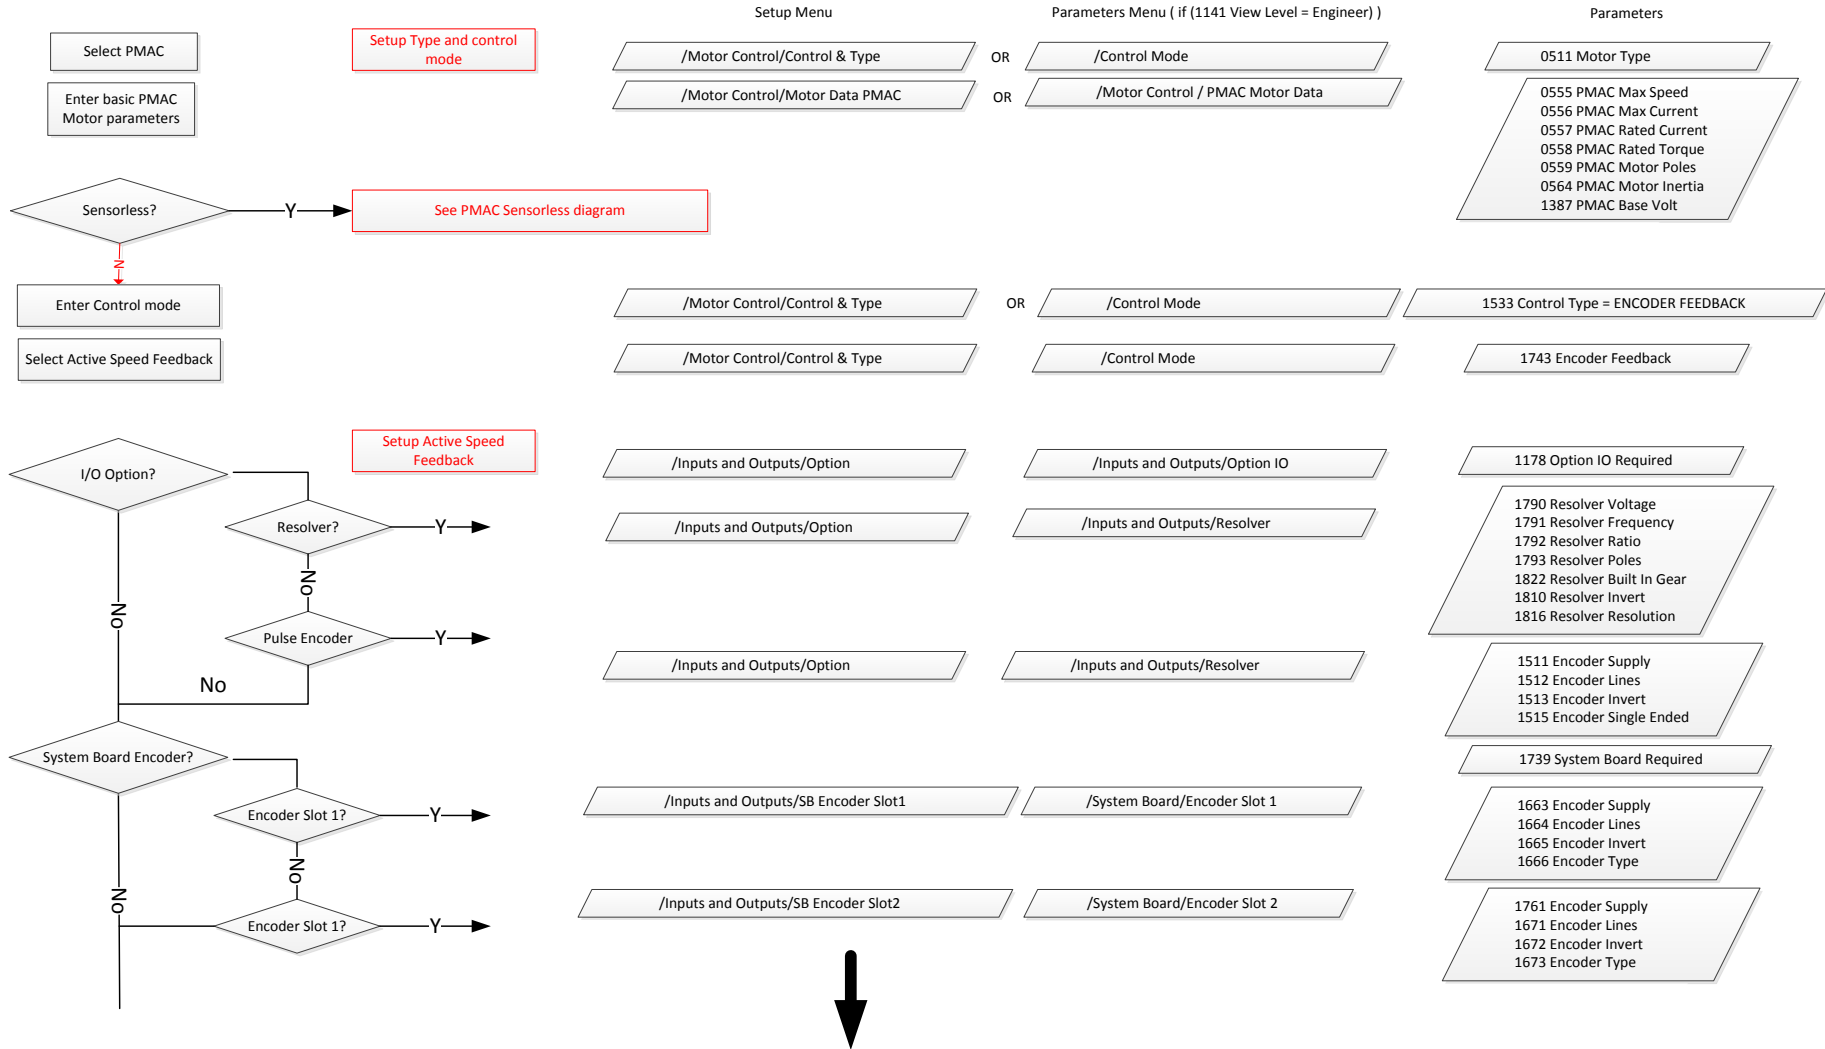 Setup Menu
Parameters Menu ( if (1141 View Level = Engineer) )
Parameters
Select PMAC
Setup Type and control
mode
/Motor Control/Control & Type
OR
/Control Mode
0511 Motor Type
Enter basic PMAC
Motor parameters
/Motor Control/Motor Data PMAC
OR
/Motor Control / PMAC Motor Data
0555 PMAC Max Speed
0556 PMAC Max Current
0557 PMAC Rated Current
0558 PMAC Rated Torque
0559 PMAC Motor Poles
0564 PMAC Motor Inertia
1387 PMAC Base Volt
Sensorless?
Y
See PMAC Sensorless diagram
N
Enter Control mode
/Motor Control/Control & Type
OR
/Control Mode
1533 Control Type = ENCODER FEEDBACK
Select Active Speed Feedback
/Motor Control/Control & Type
/Control Mode
1743 Encoder Feedback
Setup Active Speed
Feedback
I/O Option?
/Inputs and Outputs/Option
/Inputs and Outputs/Option IO
1178 Option IO Required
Resolver?
Y
/Inputs and Outputs/Option
/Inputs and Outputs/Resolver
1790 Resolver Voltage
1791 Resolver Frequency
1792 Resolver Ratio
1793 Resolver Poles
1822 Resolver Built In Gear
1810 Resolver Invert
1816 Resolver Resolution
No
No
Pulse Encoder
Y
/Inputs and Outputs/Option
/Inputs and Outputs/Resolver
1511 Encoder Supply
1512 Encoder Lines
1513 Encoder Invert
1515 Encoder Single Ended
No
System Board Encoder?
1739 System Board Required
Encoder Slot 1?
Y
/Inputs and Outputs/SB Encoder Slot1
/System Board/Encoder Slot 1
1663 Encoder Supply
1664 Encoder Lines
1665 Encoder Invert
1666 Encoder Type
No
No
Encoder Slot 1?
Y
/Inputs and Outputs/SB Encoder Slot2
/System Board/Encoder Slot 2
1761 Encoder Supply
1671 Encoder Lines
1672 Encoder Invert
1673 Encoder Type